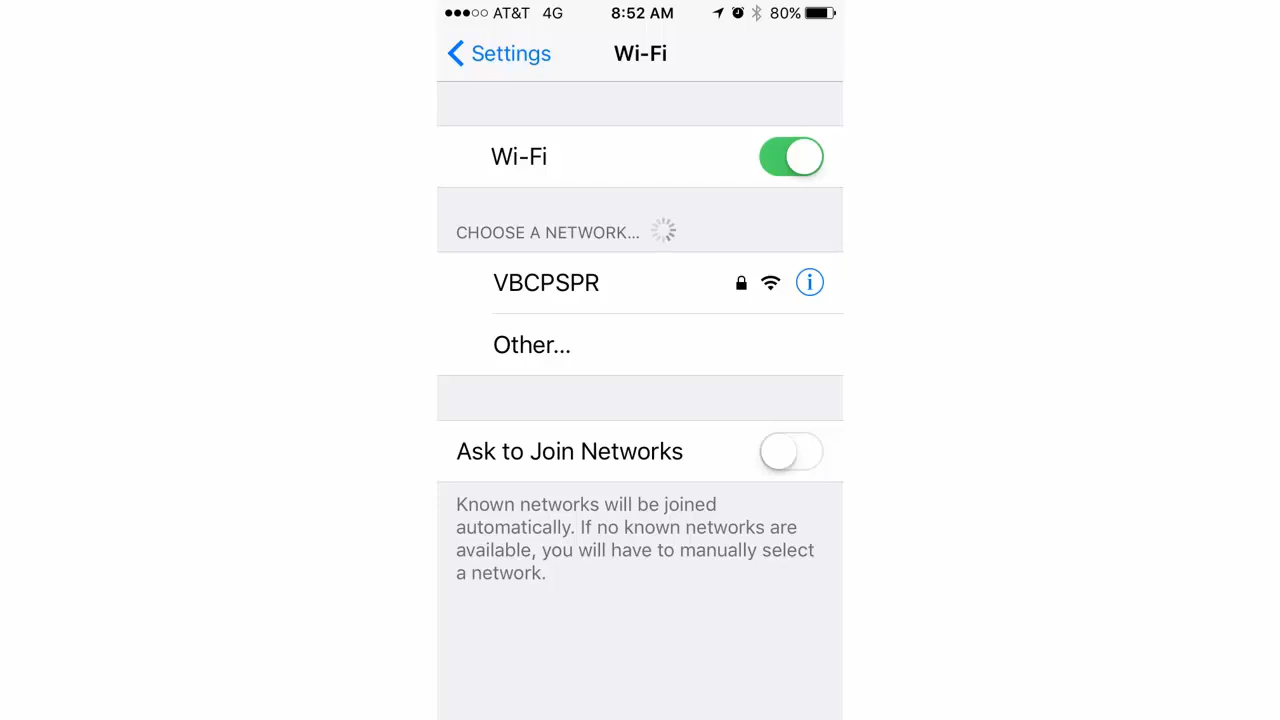 AT&T 4G 8:52 AM 80%
Settings Wi-Fi
Wi-Fi
CHOOSE A NETWORK...
VBCPSPR
Other...
Ask to Join Networks
Known networks will be joined
automatically. If no known networks are
available, you will have to manually select
a network.